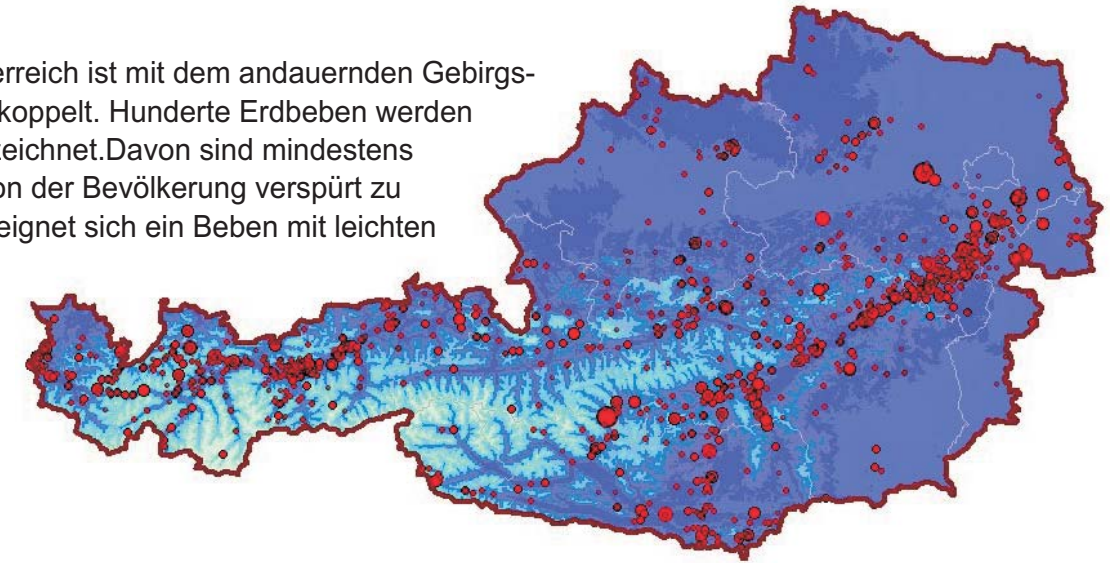 erreich ist mit dem andauernden Gebirgs-
koppelt. Hunderte Erdbeben werden
zeichnet.Davon sind mindestens
on der Bevölkerung verspürt zu
eignet sich ein Beben mit leichten